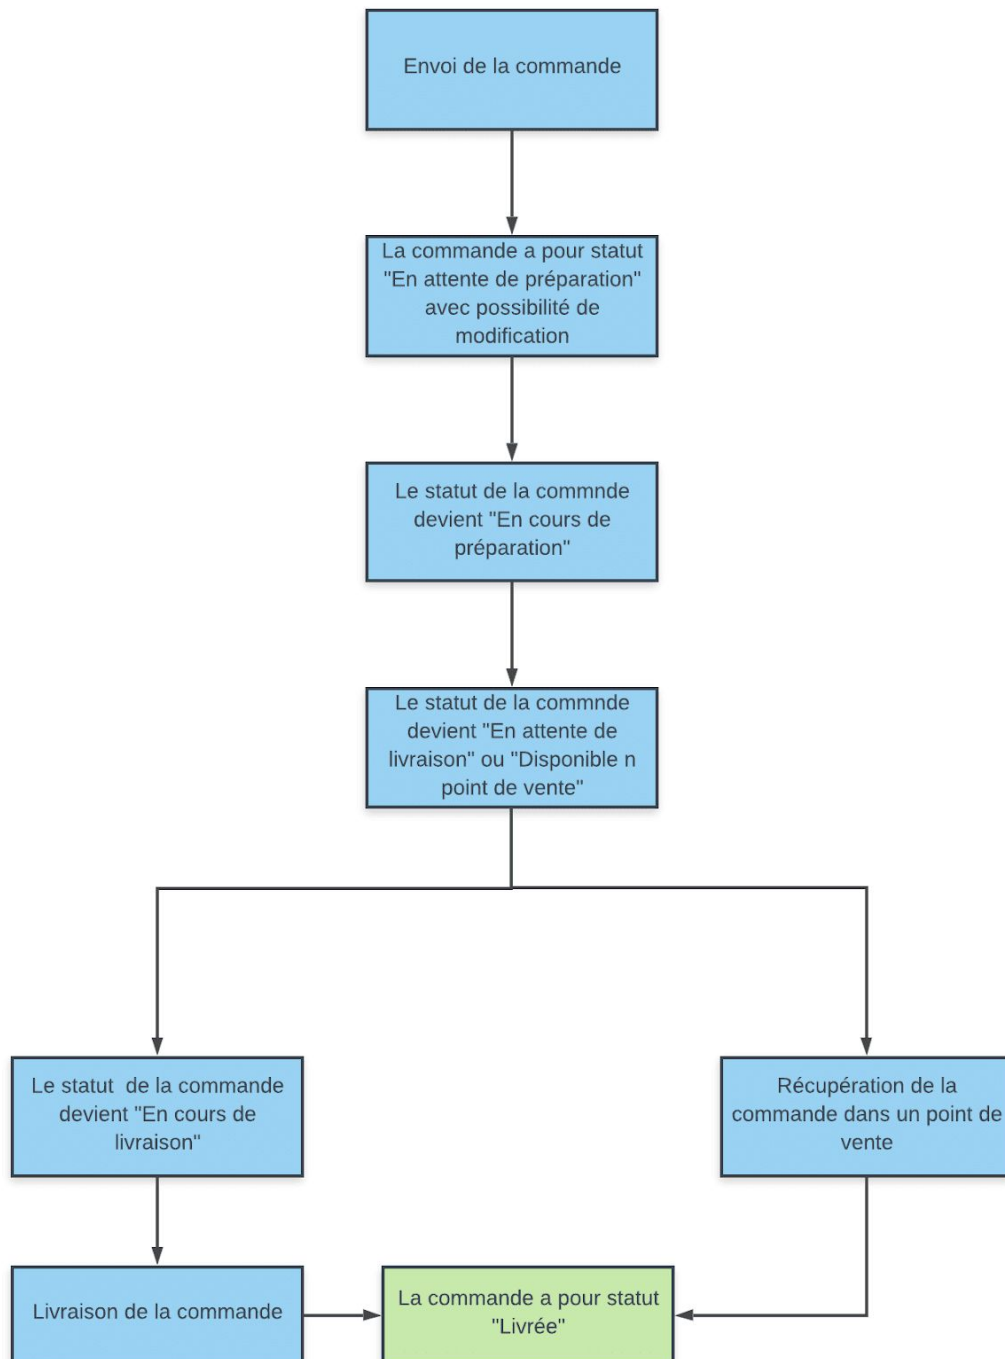 Envoi de la commande
La commande a pour statut
"En attente de préparation"
avec possibilité de
modification
Le statut de la commnde
devient "En cours de
préparation"
Le statut de la commnde
devient "En attente de
livraison" ou "Disponible n
point de vente"
Le statut  de la commande
devient "En cours de
livraison"
Récupération de la
commande dans un point de
vente
Livraison de la commande
La commande a pour statut
"Livrée"